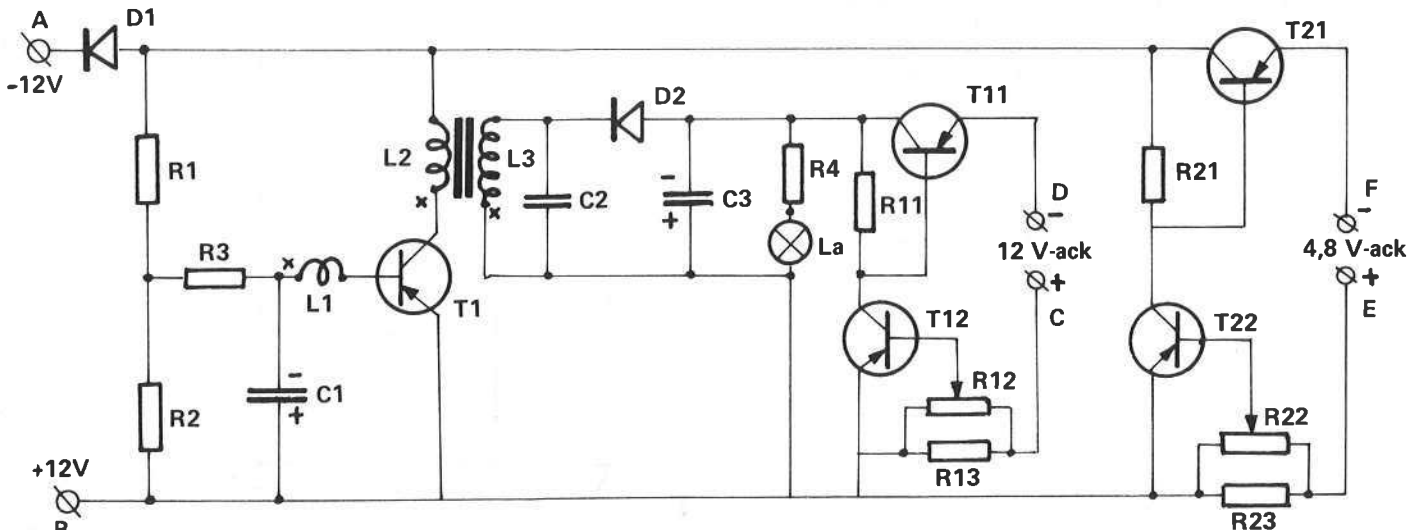 A
D1
-12V
T21
D2
T11
L2
L3
R1
R4
R21
D
F
C2
-
C3
+
R11
-
12 V-ack
+
-
4,8 V-ack
+
La
R3
x
L1
x
x
T1
T12
C
T22
E
-
C1
+
R12
R2
R22
R13
+12V
R23